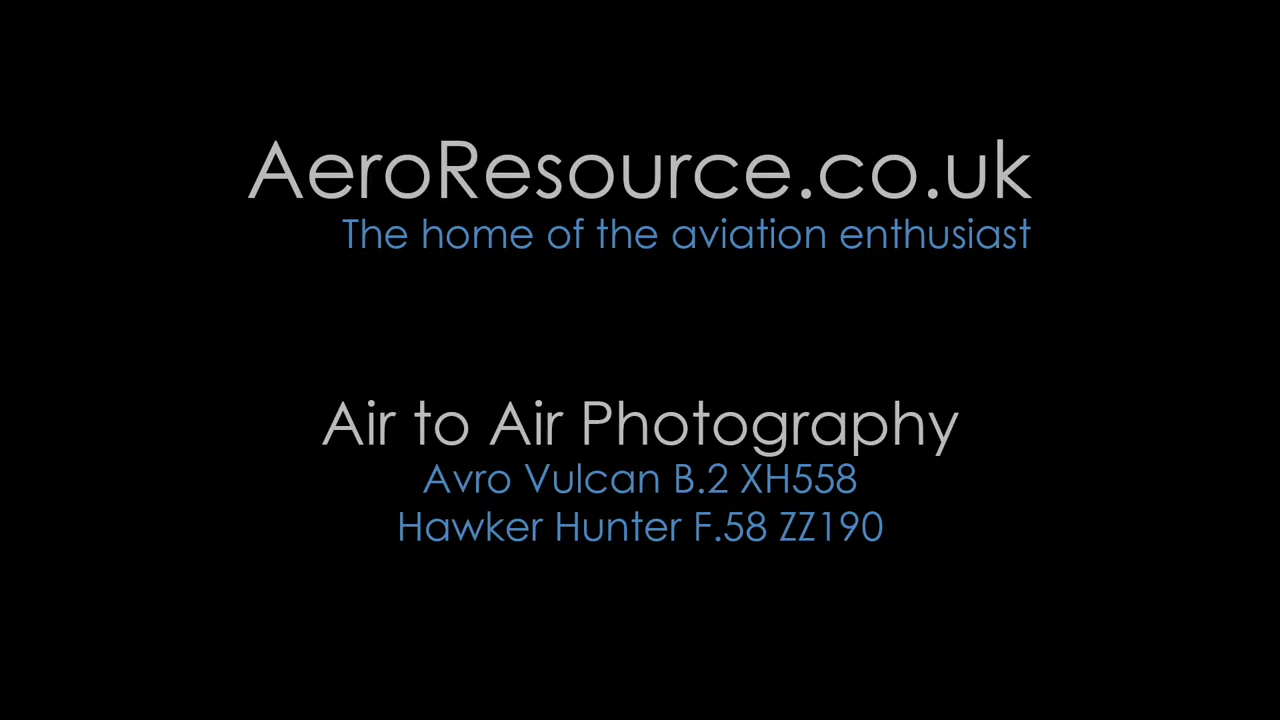 AeroResource.co.uk
The home of the aviation enthusiast
Air to Air Photography
Avro Vulcan B.2 XH558
Hawker Hunter F.58 ZZ190